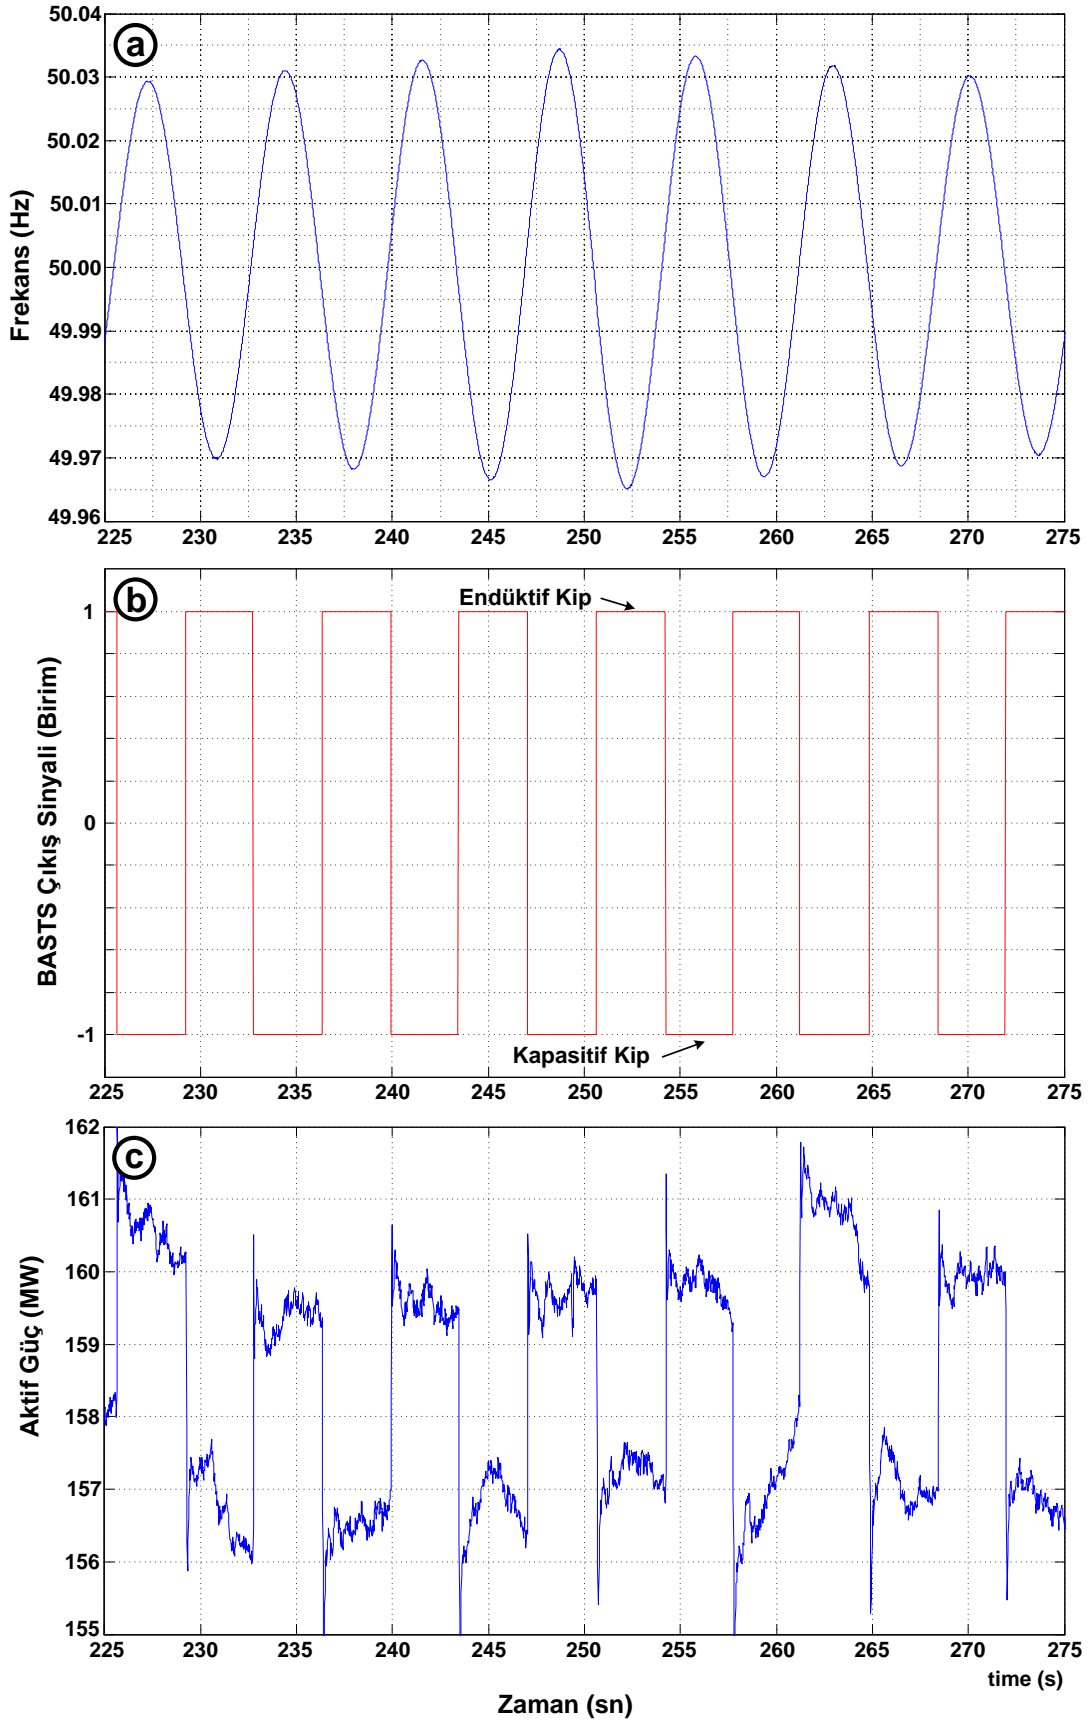 a
50.04
50.03
50.02
50.01
50.00
49.99
49.98
49.97
49.96
Frekans (Hz)
225 230 235 240 245 250 255 260 265 270 275
b
Endüktif Kip
1
0
-1
BASTS Çıkış Sinyali (Birim)
Kapasitif Kip
225 230 235 240 245 250 255 260 265 270 275
c
162
161
160
159
158
157
156
155
Aktif Güç (MW)
225 230 235 240 245 250 255 260 265 270 275
time (s)
Zaman (sn)